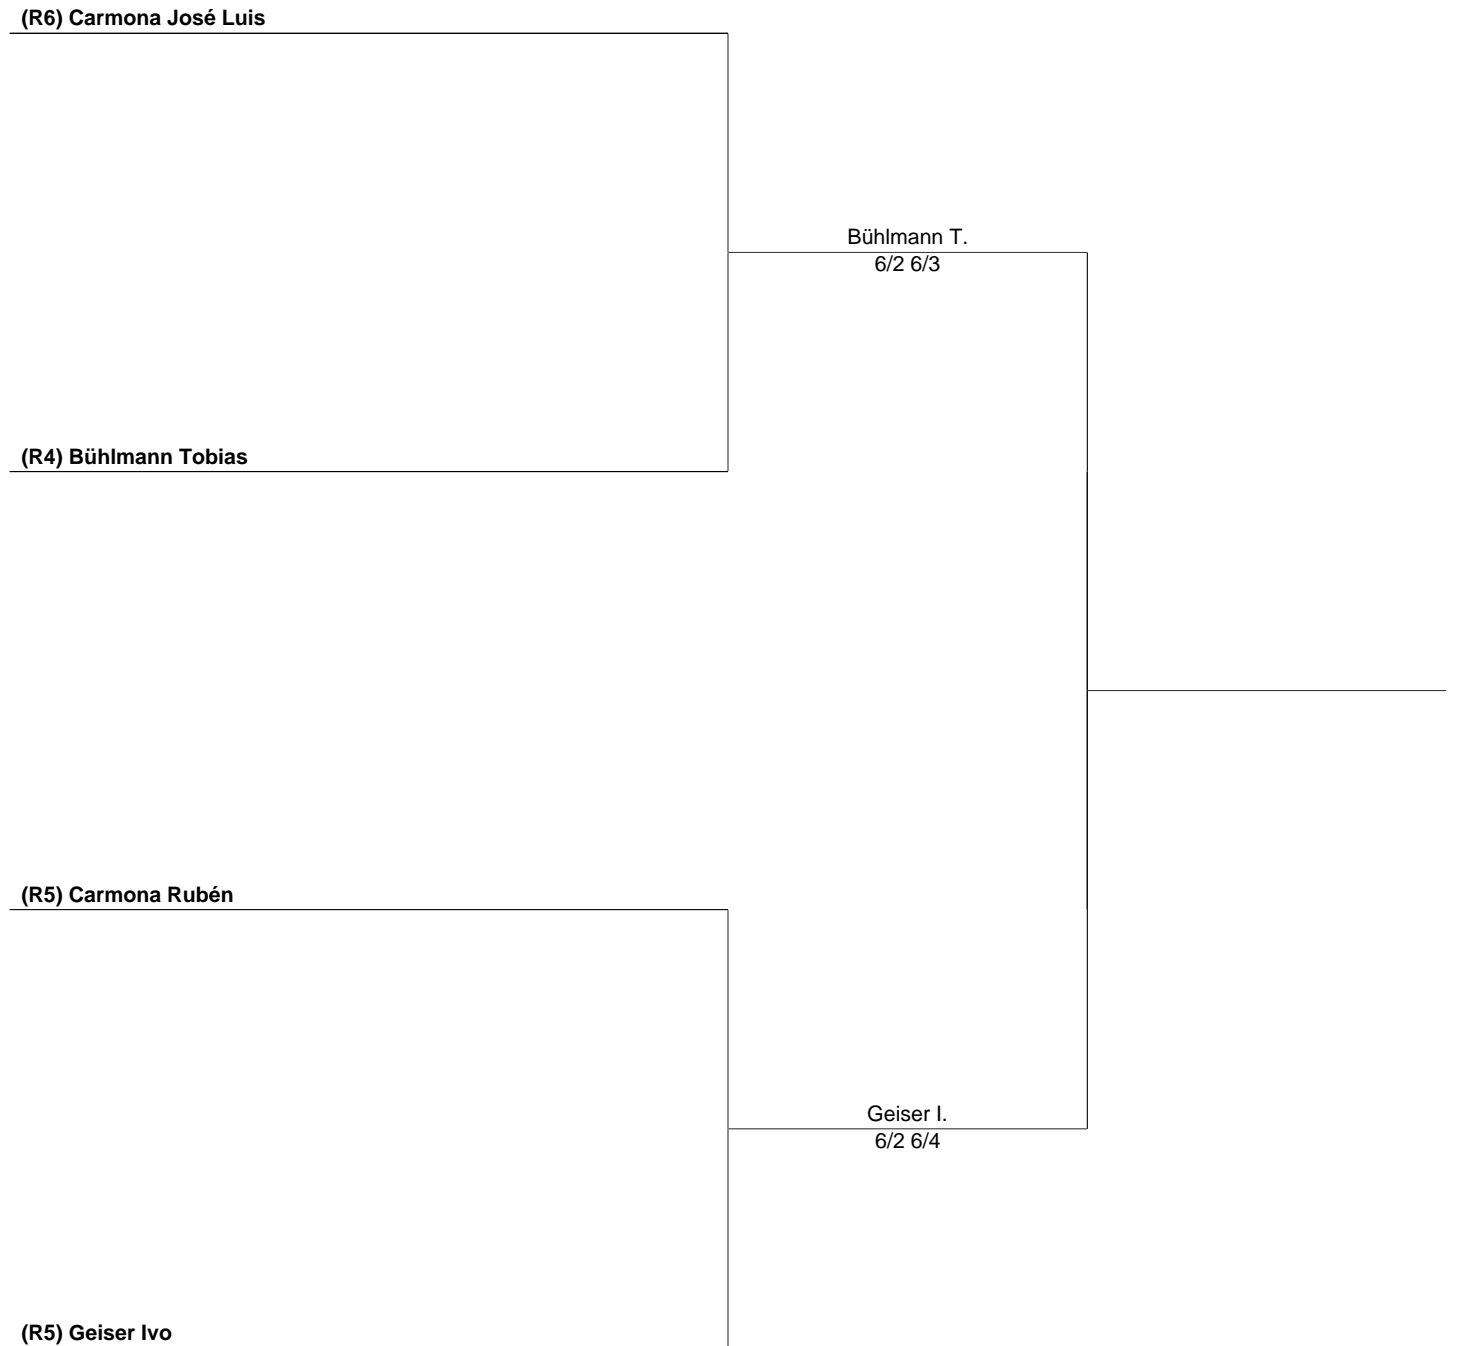 (R6) Carmona José Luis
Bühlmann T.
6/2 6/3
(R4) Bühlmann Tobias
(R5) Carmona Rubén
Geiser I.
6/2 6/4
(R5) Geiser Ivo